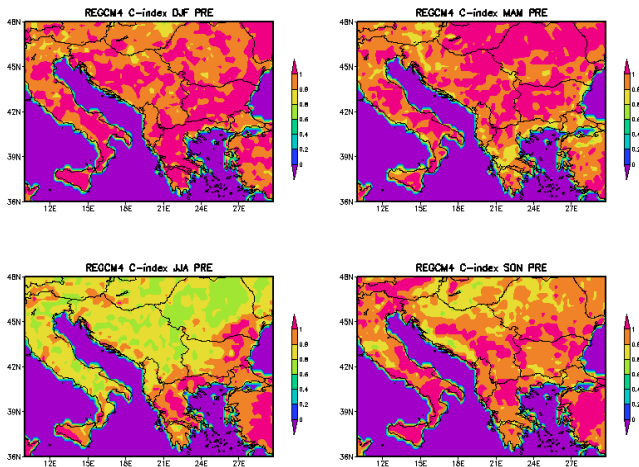 REGCM4 C-index DJF PRE
48N
45N
42N
39N
36N
12E 15E 18E 21E 24E 27E
1
0.8
0.6
0.4
0.2
0
REGCM4 C-index MAM PRE
48N
45N
42N
39N
36N
12E 15E 18E 21E 24E 27E
1
0.8
0.6
0.4
0.2
0
REGCM4 C-index JJA PRE
48N
45N
42N
39N
36N
12E 15E 18E 21E 24E 27E
1
0.8
0.6
0.4
0.2
0
REGCM4 C-index SON PRE
48N
45N
42N
39N
36N
12E 15E 18E 21E 24E 27E
1
0.8
0.6
0.4
0.2
0